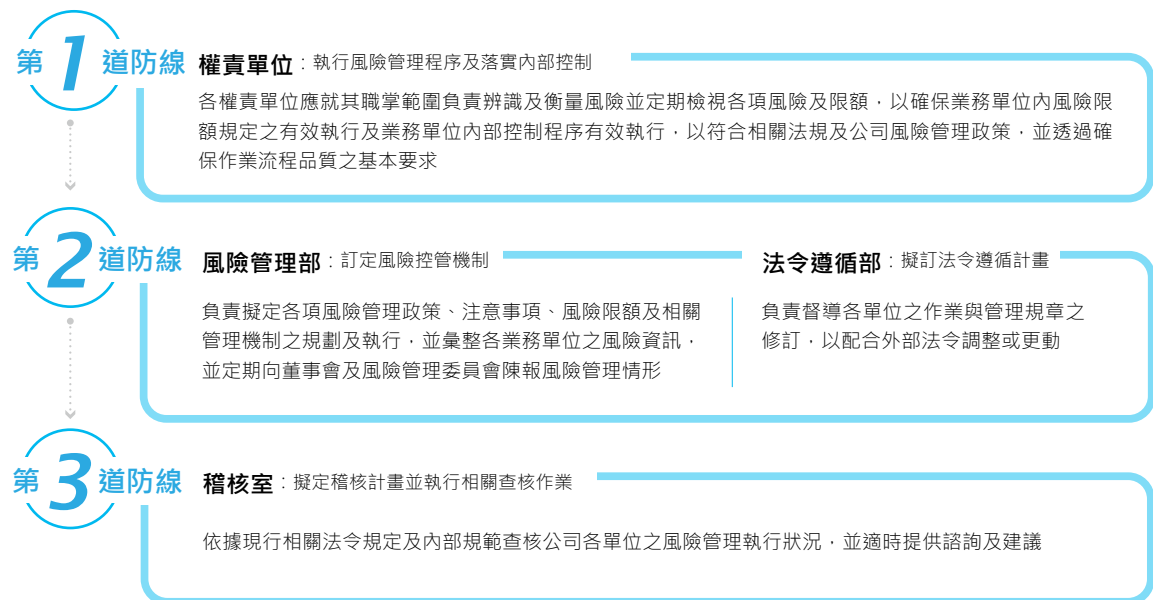 第1道防線
權責單位：執行風險管理程序及落實內部控制
各權責單位應就其職掌範圍負責辨識及衡量風險並定期檢視各項風險及限額，以確保業務單位內風險限
額規定之有效執行及業務單位內部控制程序有效執行，以符合相關法規及公司風險管理政策，並透過確
保作業流程品質之基本要求
第2道防線
風險管理部：訂定風險控管機制
負責擬定各項風險管理政策、注意事項、風險限額及相關
管理機制之規劃及執行，並彙整各業務單位之風險資訊，
並定期向董事會及風險管理委員會陳報風險管理情形
法令遵循部：擬訂法令遵循計畫
負責督導各單位之作業與管理規章之
修訂，以配合外部法令調整或更動
第3道防線
稽核室：擬定稽核計畫並執行相關查核作業
依據現行相關法令規定及內部規範查核公司各單位之風險管理執行狀況，並適時提供諮詢及建議